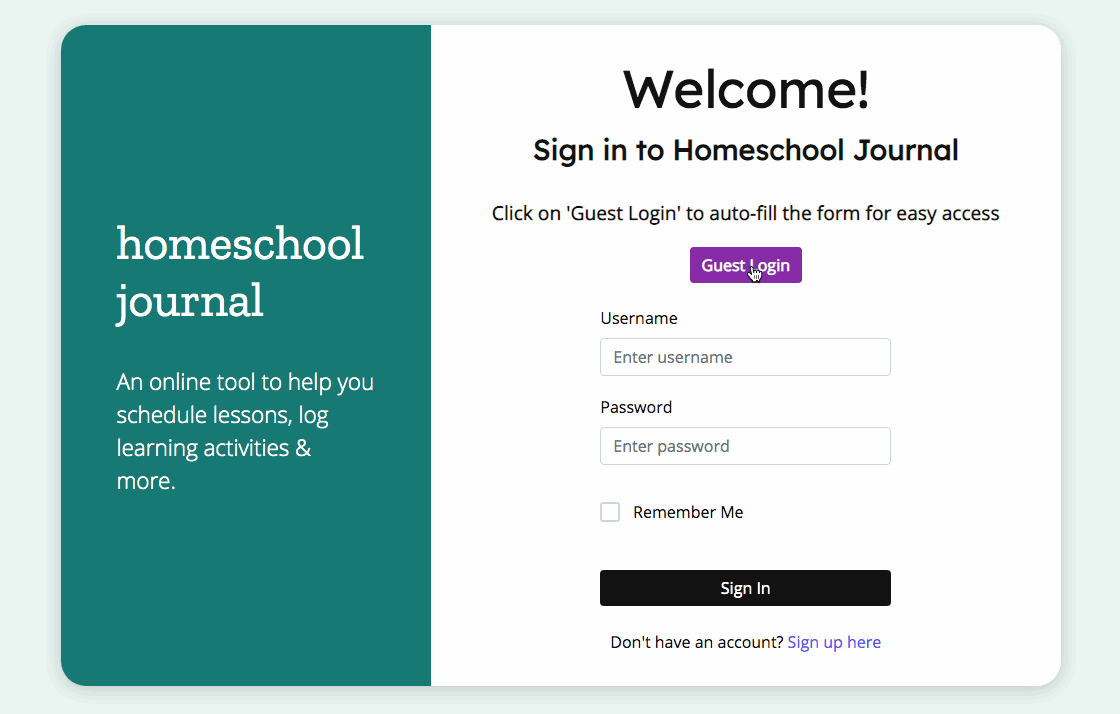 homeschool
journal
An online tool to help you
schedule lessons, log
learning activities &
more.
Welcome!
Sign in to Homeschool Journal
Click on 'Guest Login' to auto-fill the form for easy access
Guest Login
Username
Enter username
Password
Enter password
Remember Me
Sign In
Don't have an account? Sign up here